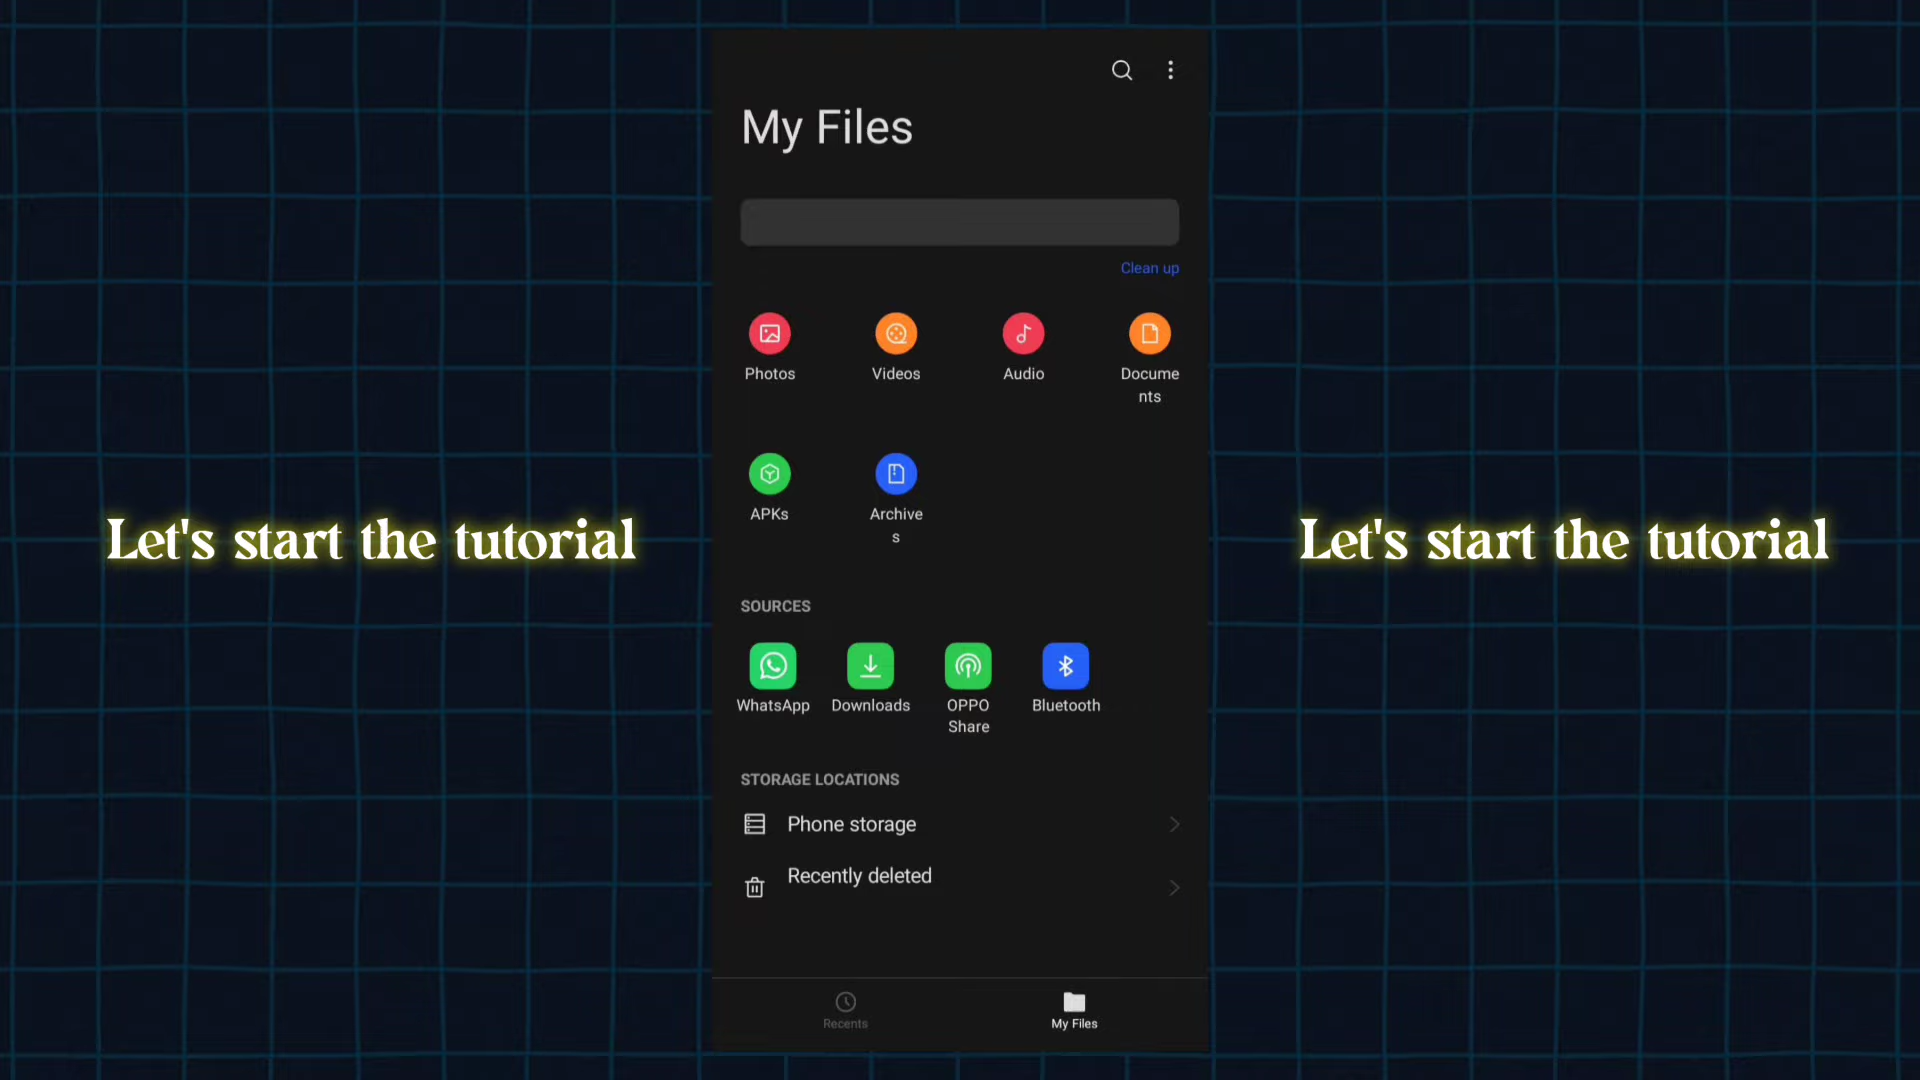 My Files
Clean up
Photos
Videos
Audio
Docume
nts
APKs
Archive
s
Let's start the tutorial
Let's start the tutorial
SOURCES
WhatsApp
Downloads
OPPO
Share
Bluetooth
STORAGE LOCATIONS
Phone storage
Recently deleted
Recents
My Files